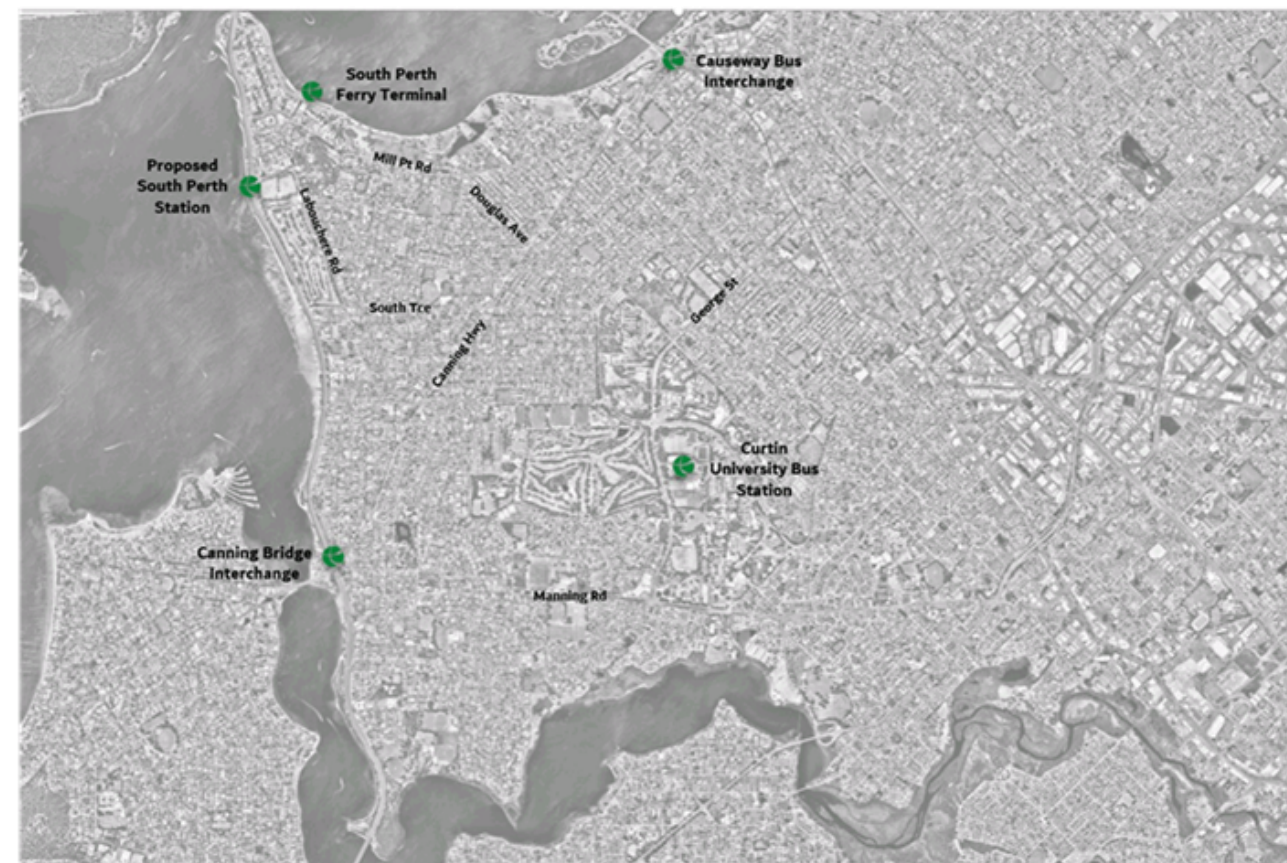 South Perth
Ferry Terminal
Causeway Bus
Interchange
Mill Pt Rd
Proposed
South Perth
Station
Labouchere Rd
Douglas Ave
South Tce
George St
Canning Hwy
Curtin
University Bus
Station
Canning Bridge
Interchange
Manning Rd